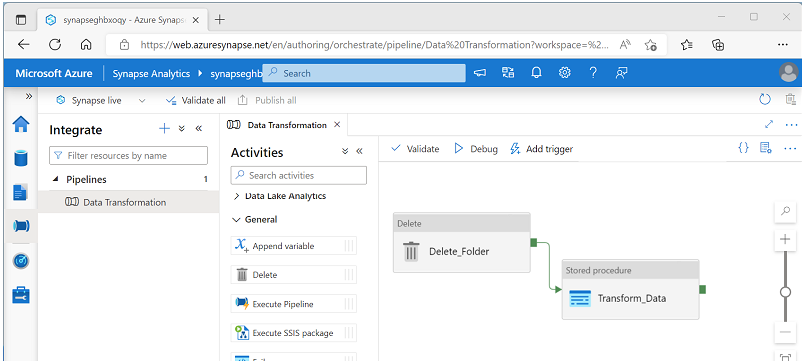 synapseghbxoqy - Azure Synaps
https://web.azuresynapse.net/en/authoring/orchestrate/pipeline/Data%20Transformation?workspace=%2...
Microsoft Azure
Synapse Analytics
synapseghb
Search
Synapse live
Validate all
Publish all
Integrate
Filter resources by name
Pipelines
1
Data Transformation
Data Transformation
Activities
Search activities
Data Lake Analytics
General
Append variable
Delete
Execute Pipeline
Execute SSIS package
Validate
Debug
Add trigger
Delete
Delete_Folder
Stored procedure
Transform_Data